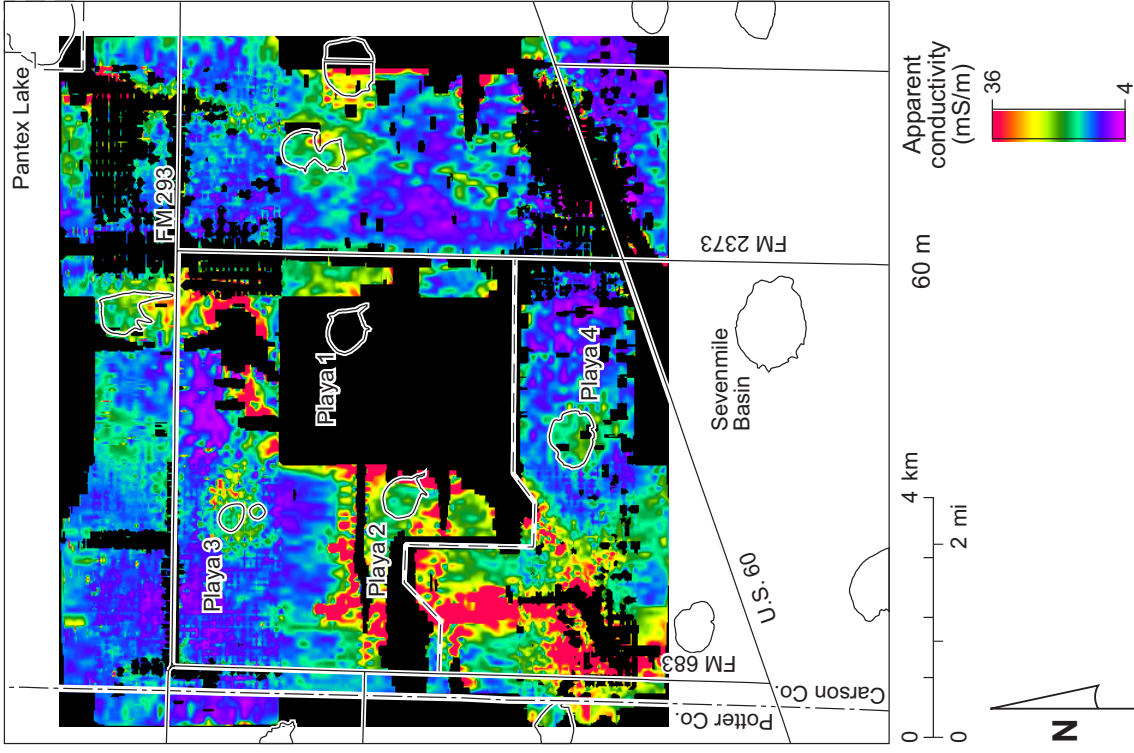 Pantex Lake
FM 293
Playa 3
Playa 2
Playa 1
Playa 4
FM 2373
FM 683
U.S. 60
Sevenmile
Basin
Potter Co.
Carson Co.
N
0
4 km
0
2 mi
60 m
Apparent
conductivity
(mS/m)
36
4